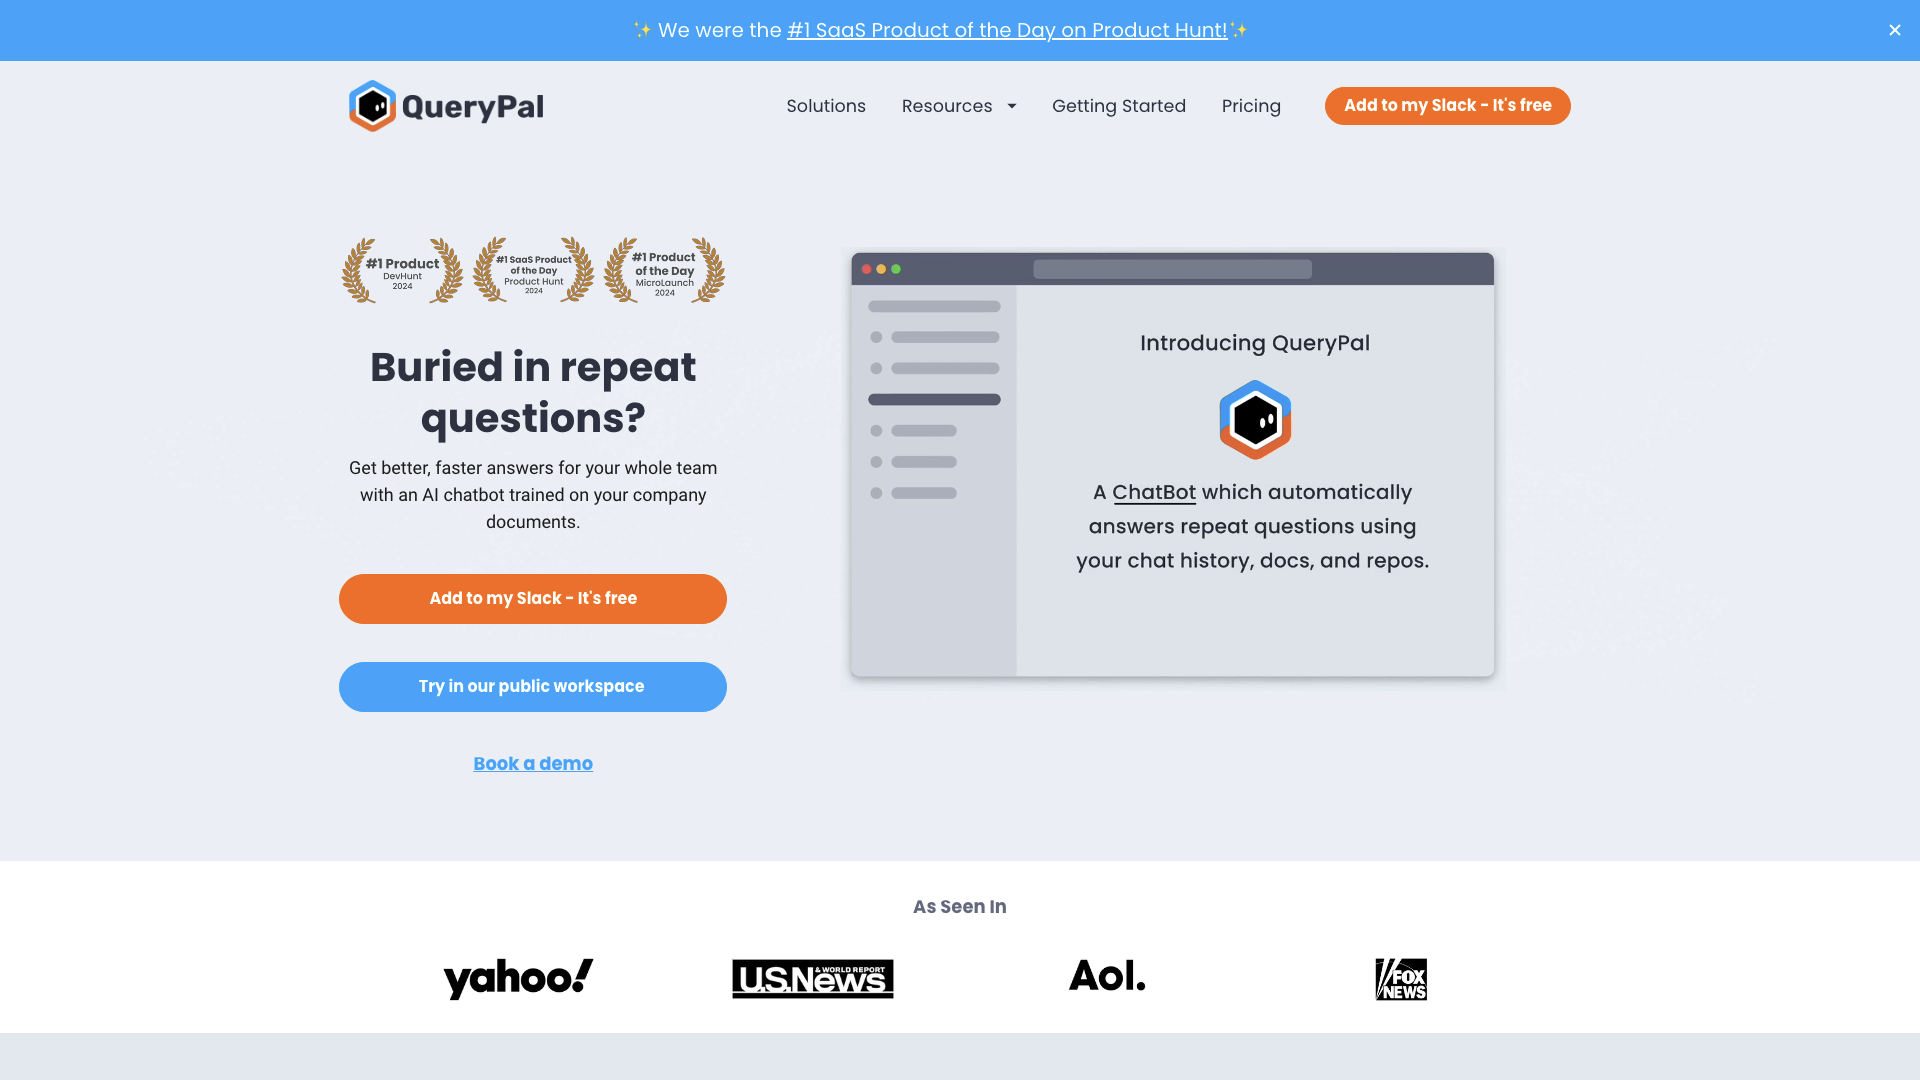 ✨ We were the #1 SaaS Product of the Day on Product Hunt!✨
×
QueryPal
Solutions
Resources
Getting Started
Pricing
Add to my Slack - It's free
#1 Product
DevHunt
2024
#1 SaaS Product
of the Day
Product Hunt
2024
#1 Product
of the Day
MicroLaunch
2024
Buried in repeat
questions?
Get better, faster answers for your whole team
with an AI chatbot trained on your company
documents.
Add to my Slack - It's free
Try in our public workspace
Book a demo
Introducing QueryPal
A ChatBot which automatically
answers repeat questions using
your chat history, docs, and repos.
As Seen In
yahoo!
U.S.News
& WORLD REPORT
Aol.
FOX
NEWS